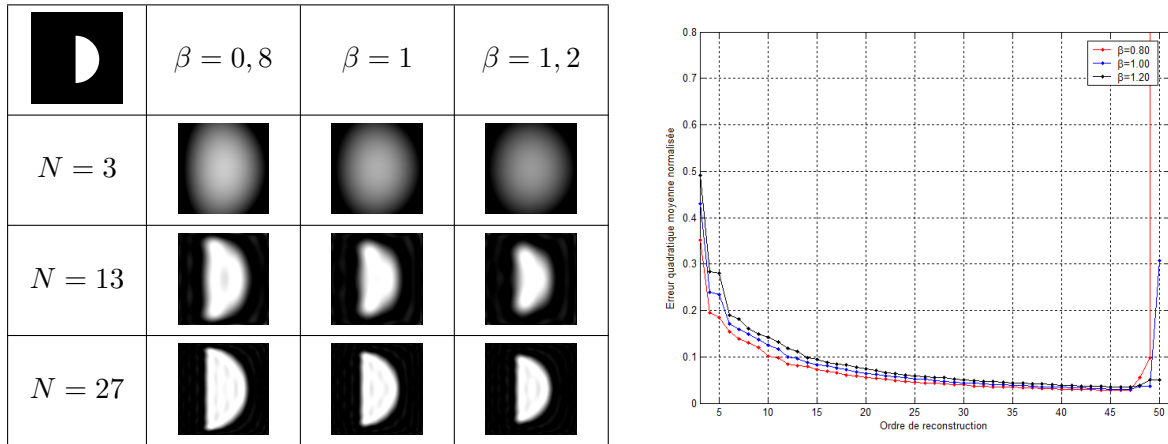 β = 0, 8 β = 1 β = 1, 2
N = 3
N = 13
N = 27
Erreur quadratique moyenne normalisée
0.8
0.7
0.6
0.5
0.4
0.3
0.2
0.1
0
β=0.80
β=1.00
β=1.20
5 10 15 20 25 30 35 40 45 50
Ordre de reconstruction